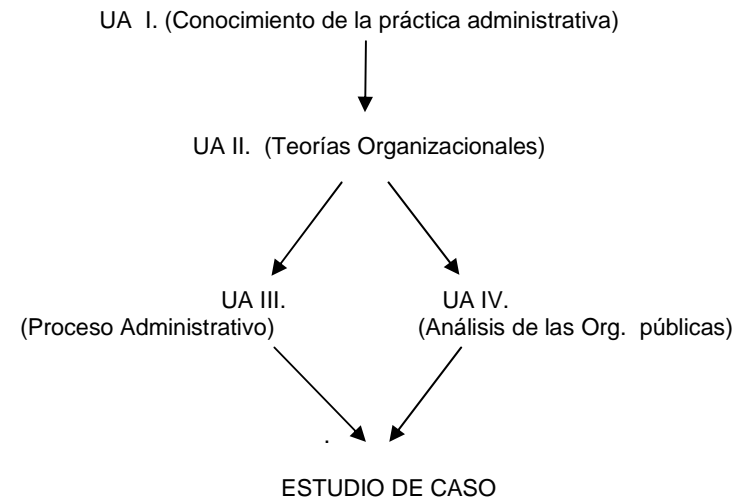 UA I. (Conocimiento de la práctica administrativa)
UA II. (Teorías Organizacionales)
UA III.
(Proceso Administrativo)
UA IV.
(Análisis de las Org. públicas)
.
ESTUDIO DE CASO